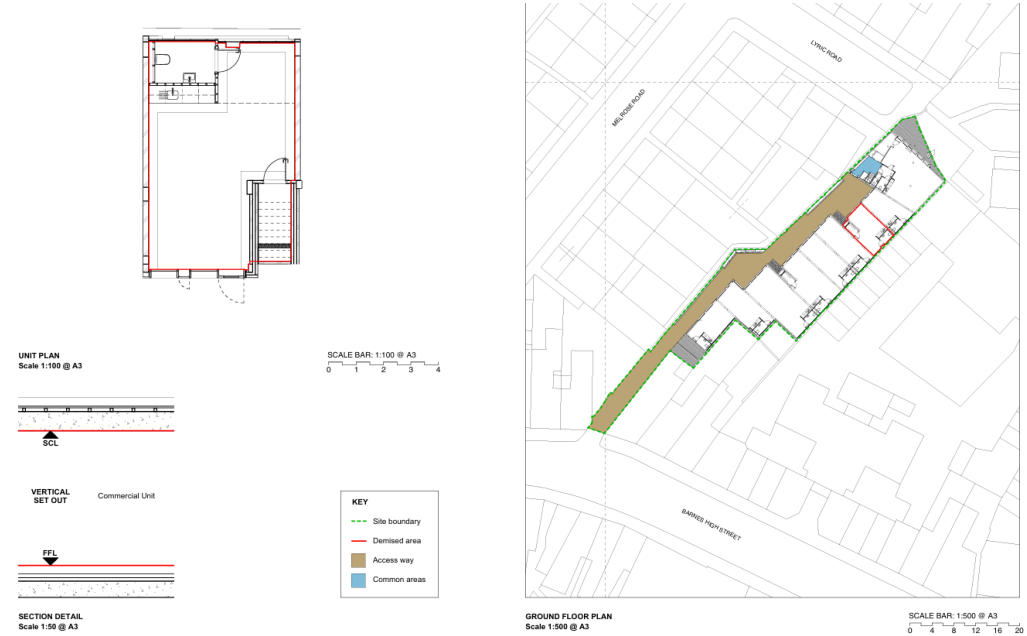 UNIT PLAN
Scale 1:100 @ A3
SCALE BAR: 1:100 @ A3
0 1 2 3 4
SCL
VERTICAL
SET OUT
Commercial Unit
FFL
SECTION DETAIL
Scale 1:50 @ A3
KEY
Site boundary
Demised area
Access way
Common areas
LYRIC ROAD
MELROSE ROAD
BARNES HIGH STREET
GROUND FLOOR PLAN
Scale 1:500 @ A3
SCALE BAR: 1:500 @ A3
0 4 8 12 16 20